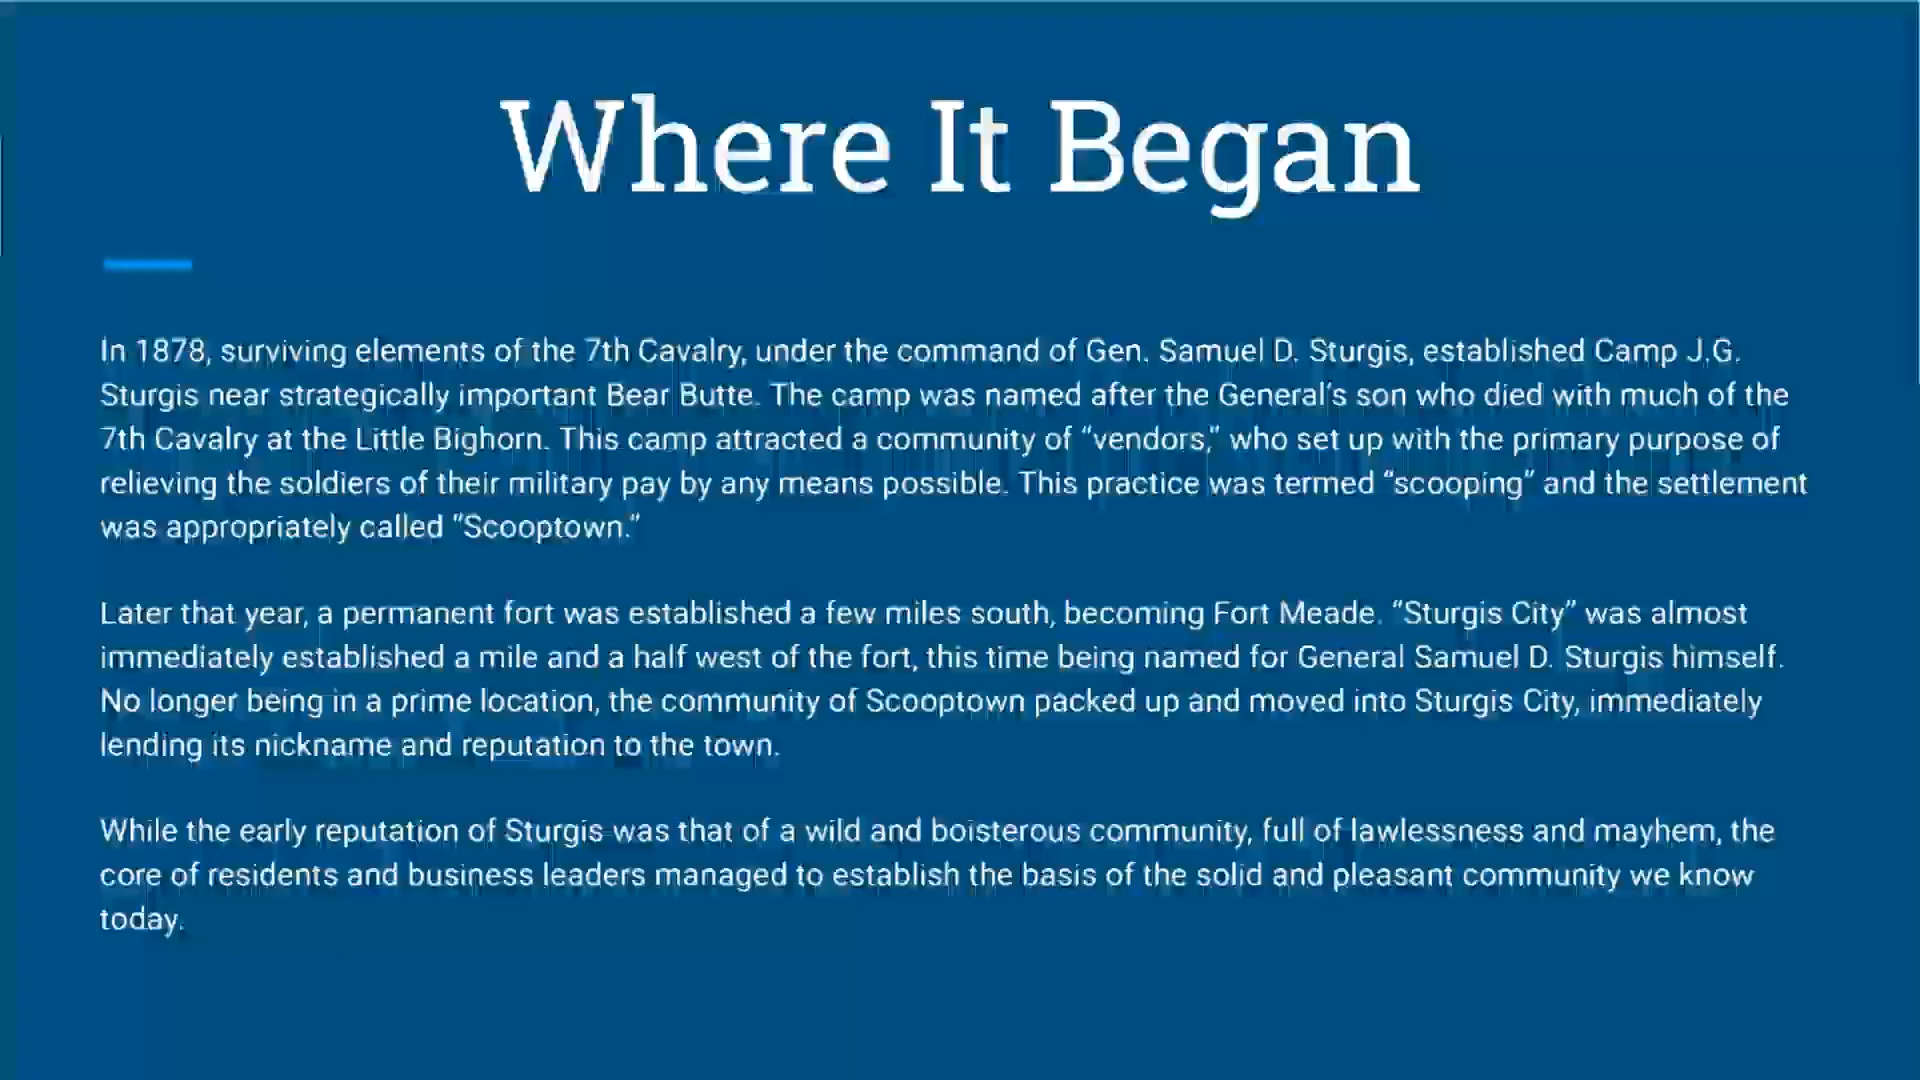 Where It Began
In 1878, surviving elements of the 7th Cavalry, under the command of Gen. Samuel D. Sturgis, established Camp J.G.
Sturgis near strategically important Bear Butte. The camp was named after the General's son who died with much of the
7th Cavalry at the Little Bighorn. This camp attracted a community of “vendors,” who set up with the primary purpose of
relieving the soldiers of their military pay by any means possible. This practice was termed “scooping” and the settlement
was appropriately called “Scooptown.”
Later that year, a permanent fort was established a few miles south, becoming Fort Meade. “Sturgis City” was almost
immediately established a mile and a half west of the fort, this time being named for General Samuel D. Sturgis himself.
No longer being in a prime location, the community of Scooptown packed up and moved into Sturgis City, immediately
lending its nickname and reputation to the town.
While the early reputation of Sturgis was that of a wild and boisterous community, full of lawlessness and mayhem, the
core of residents and business leaders managed to establish the basis of the solid and pleasant community we know
today.